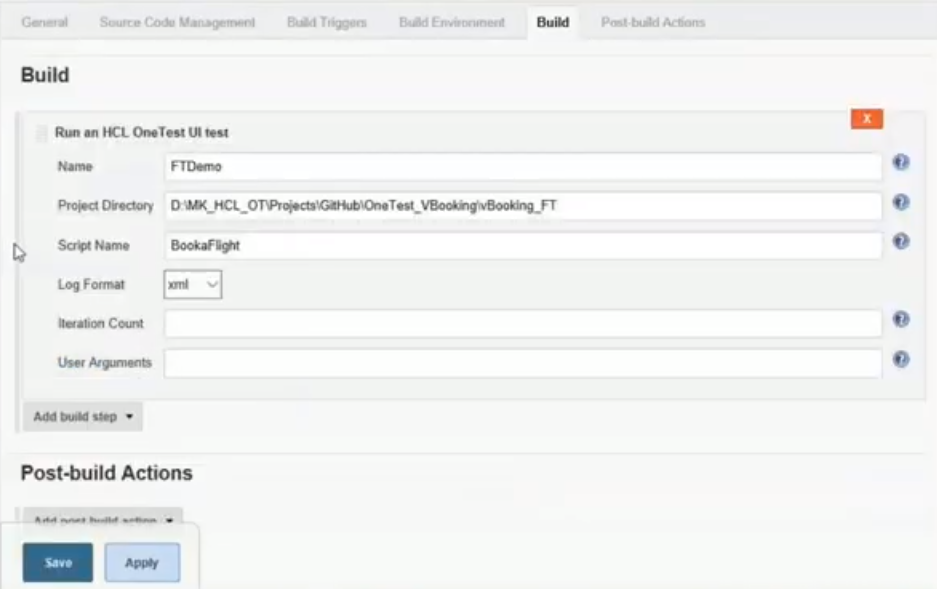 General Source Code Management Build Triggers Build Environment Build Post-build Actions
Build
X
Run an HCL OneTest UI test
Name FTDemo
Project Directory D:\MK_HCL_OT\Projects\GitHub\OneTest_VBooking\vBooking_FT
Script Name BookaFlight
Log Format xml
Iteration Count
User Arguments
Add build step
Post-build Actions
Add post-build action
Save Apply